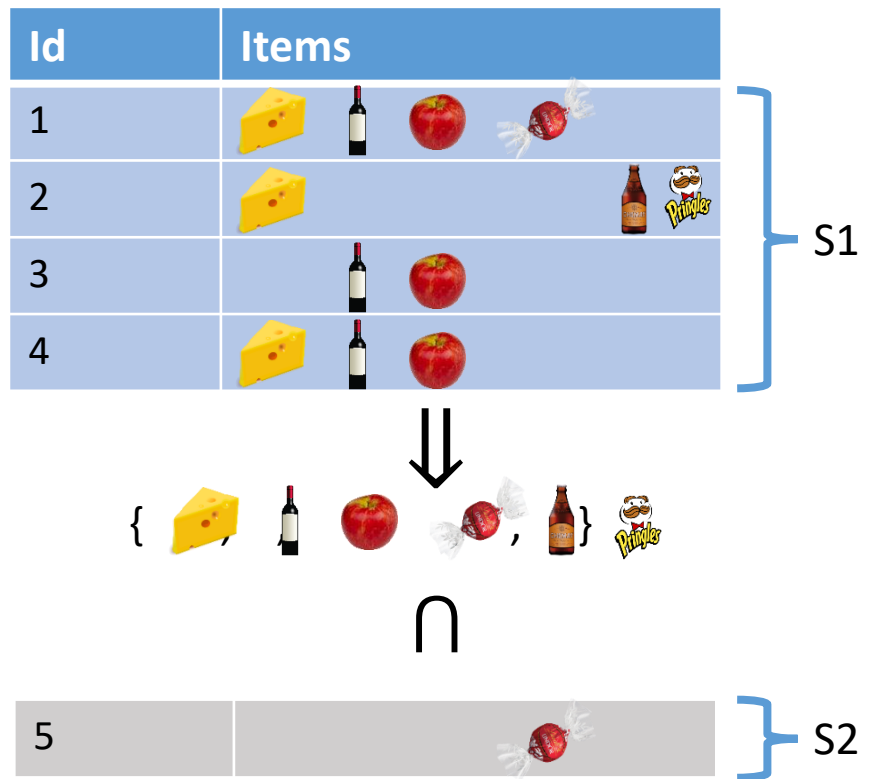 Id Items
1
2
Pringles
3
4
S1
⇓
{ , , , } Pringles
∩
5
S2